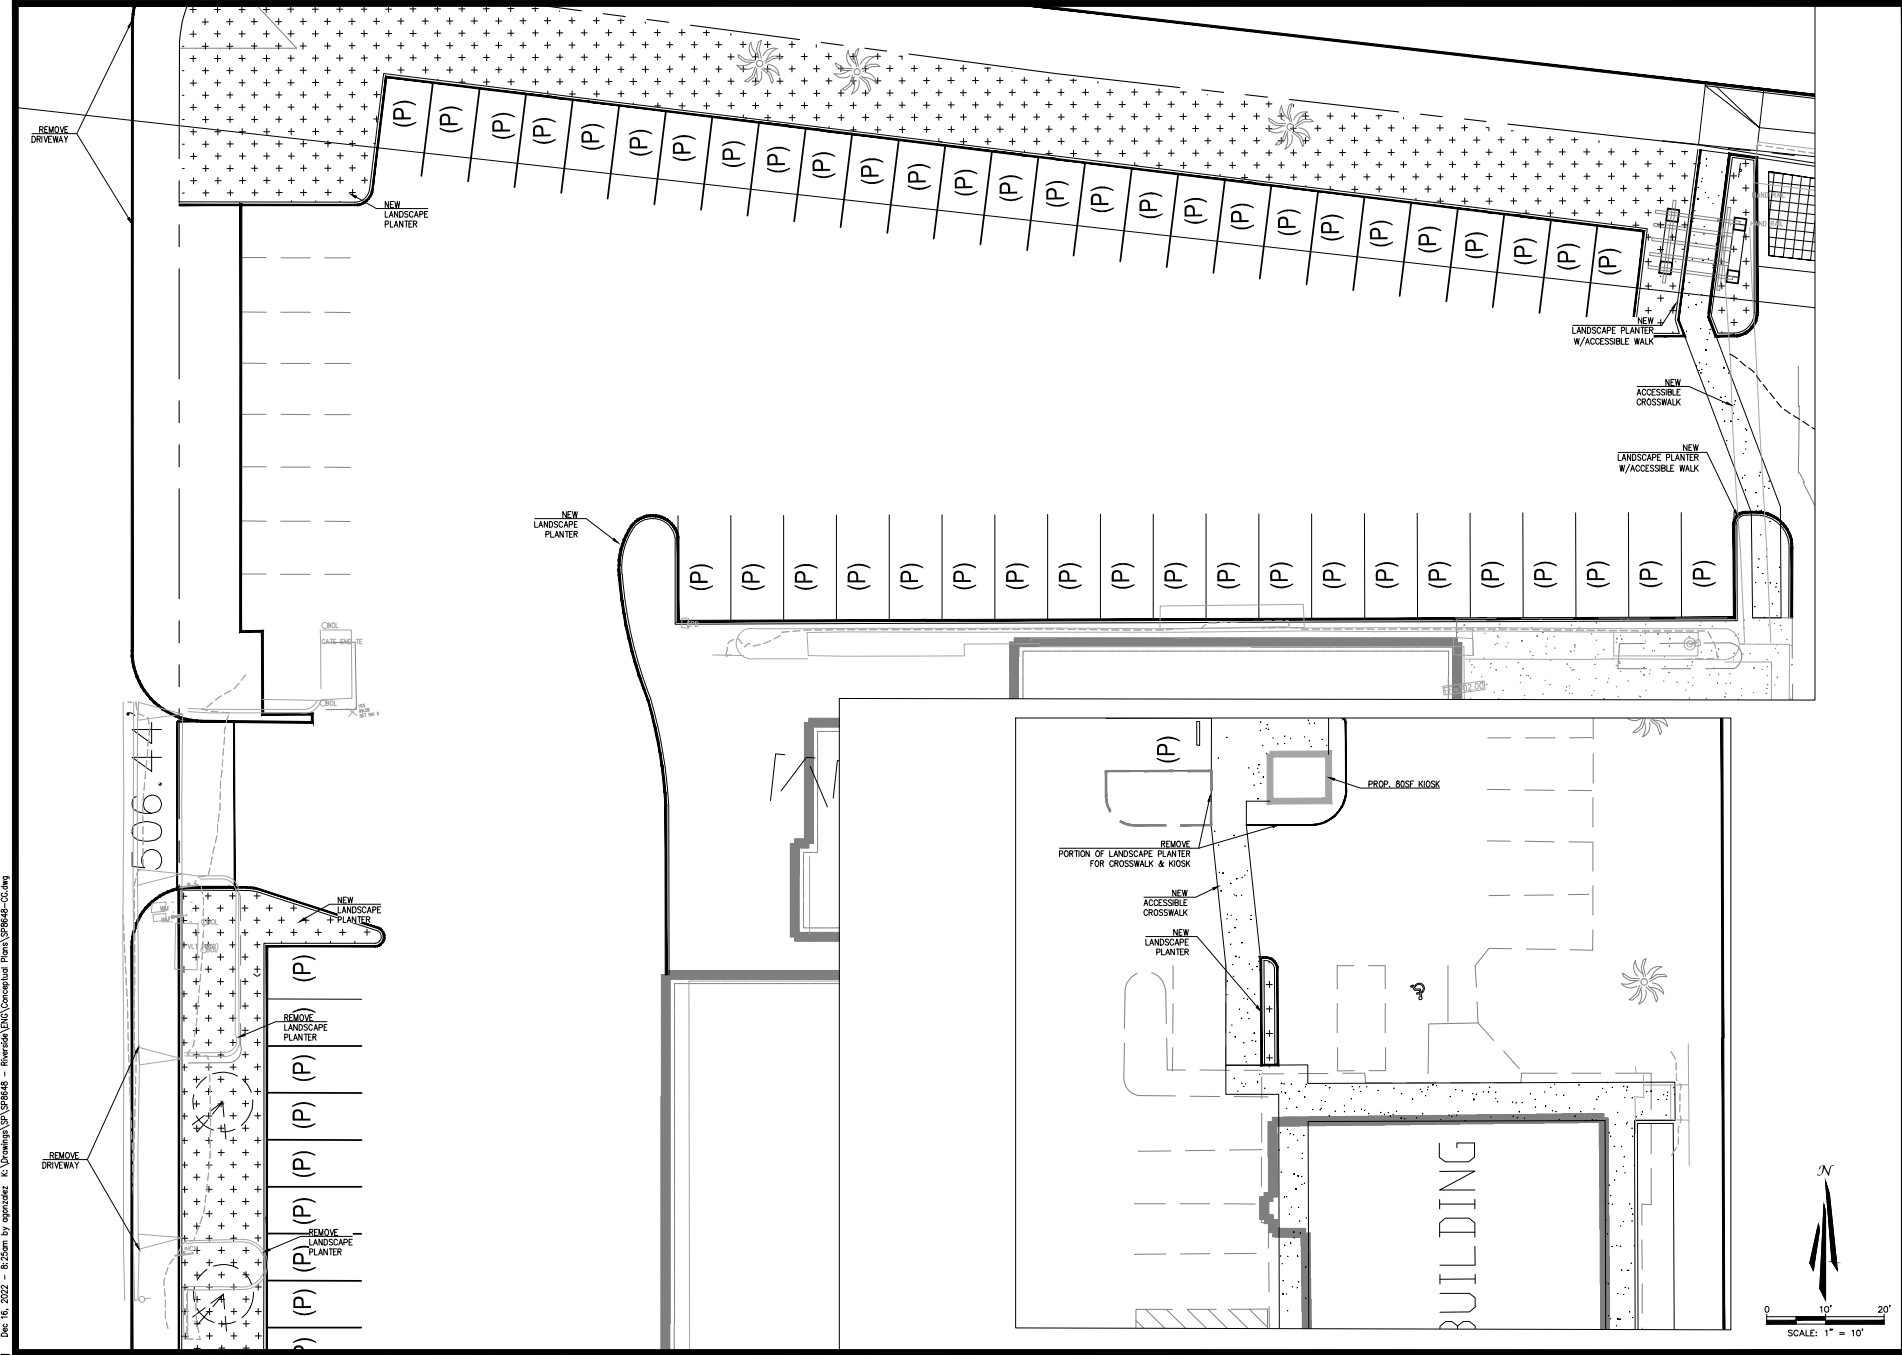 REMOVE
DRIVEWAY
NEW
LANDSCAPE
PLANTER
(P) (P) (P) (P) (P) (P) (P) (P) (P) (P) (P) (P) (P) (P) (P) (P) (P) (P) (P) (P) (P) (P) (P) (P) (P) (P) (P)
NEW
LANDSCAPE PLANTER
W/ACCESSIBLE WALK
NEW
ACCESSIBLE
CROSSWALK
NEW
LANDSCAPE PLANTER
W/ACCESSIBLE WALK
NEW
LANDSCAPE
PLANTER
(P) (P) (P) (P) (P) (P) (P) (P) (P) (P) (P) (P) (P) (P) (P) (P) (P) (P) (P) (P)
BOL
BOL
506.44'
NEW
LANDSCAPE
PLANTER
(P)
(P)
REMOVE
LANDSCAPE
PLANTER
(P)
(P)
(P)
(P)
(P)
REMOVE
LANDSCAPE
PLANTER
(P)
(P)
REMOVE
DRIVEWAY
(P)
PROP. 80SF KIOSK
REMOVE
PORTION OF LANDSCAPE PLANTER
FOR CROSSWALK & KIOSK
NEW
ACCESSIBLE
CROSSWALK
NEW
LANDSCAPE
PLANTER
BUILDING
N
0 10' 20'
SCALE: 1" = 10'
Dec 16, 2022 - 8:25am by agonzalez K:\Drawings\SP\SP8648 - Riverside\ENG\Conceptual Plans\SP8648-CG.dwg